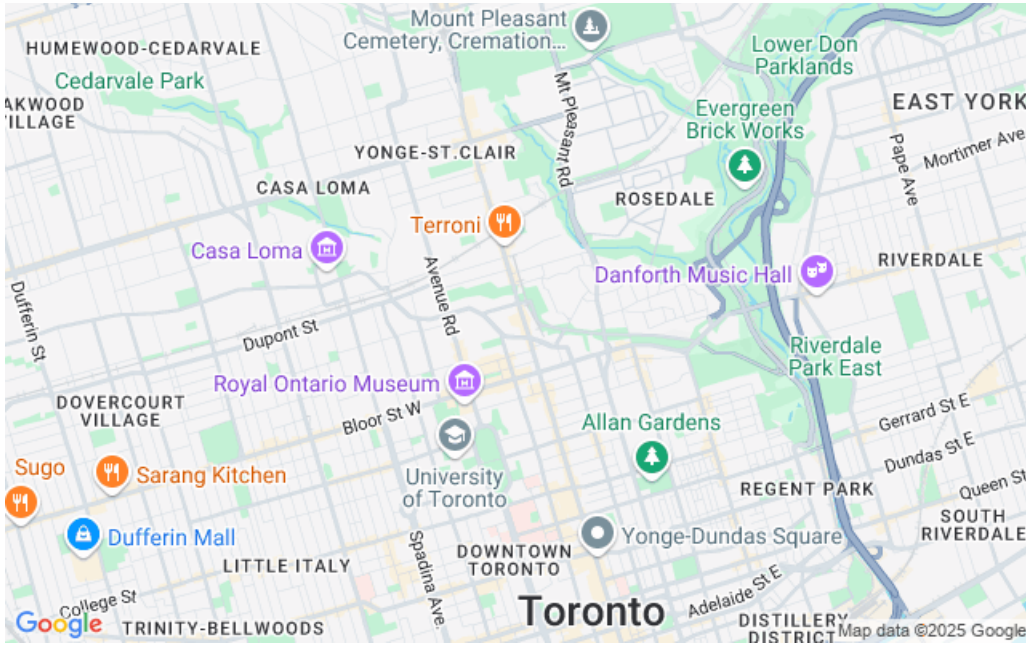 Mount Pleasant
Cemetery, Cremation...
HUMEWOOD-CEDARVALE
Lower Don
Parklands
Cedarvale Park
Mt Pleasant Rd
EAST YORK
Evergreen
Brick Works
AKWOOD
VILLAGE
Pape Ave
Mortimer Ave
YONGE-ST.CLAIR
CASA LOMA
ROSEDALE
Terroni
Casa Loma
RIVERDALE
Danforth Music Hall
Avenue Rd
Dufferin St
Dupont St
Riverdale
Park East
Royal Ontario Museum
DOVERCOURT
VILLAGE
Bloor St W
Gerrard St E
Allan Gardens
Dundas St E
Sugo
Sarang Kitchen
University
of Toronto
Queen St
REGENT PARK
SOUTH
RIVERDALE
Dufferin Mall
Yonge-Dundas Square
Spadina Ave.
DOWNTOWN
TORONTO
LITTLE ITALY
College St
Adelaide St E
Toronto
Google
TRINITY-BELLWOODS
DISTILLERY
DISTRICT
Map data ©2025 Google